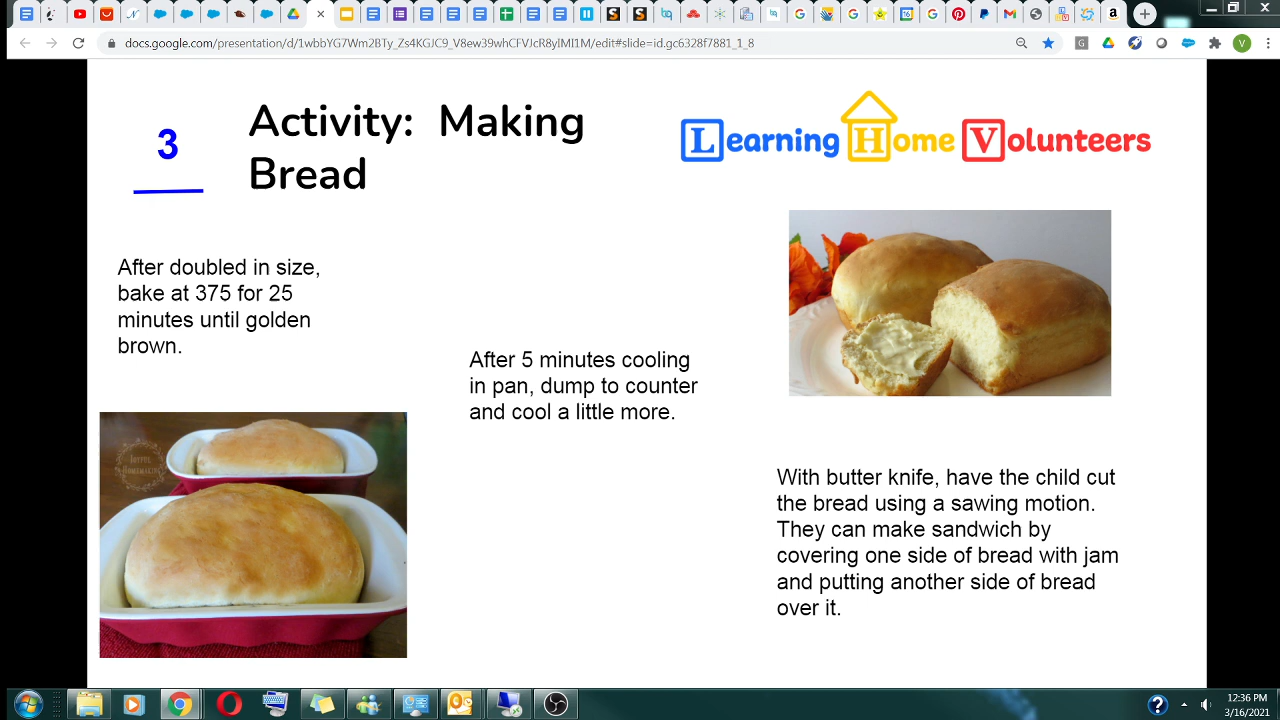 docs.google.com/presentation/d/1wbbYG7Wm2BTy_Zs4KGJC9_V8ew39whCFVJGt8yIMI1M/edit#slide=id.gc6328f7881_1_8
3
Activity: Making
Bread
Learning Home Volunteers
After doubled in size,
bake at 375 for 25
minutes until golden
brown.
After 5 minutes cooling
in pan, dump to counter
and cool a little more.
JOYFUL
HOMEMAKING
With butter knife, have the child cut
the bread using a sawing motion.
They can make sandwich by
covering one side of bread with jam
and putting another side of bread
over it.
12:36 PM
3/16/2021